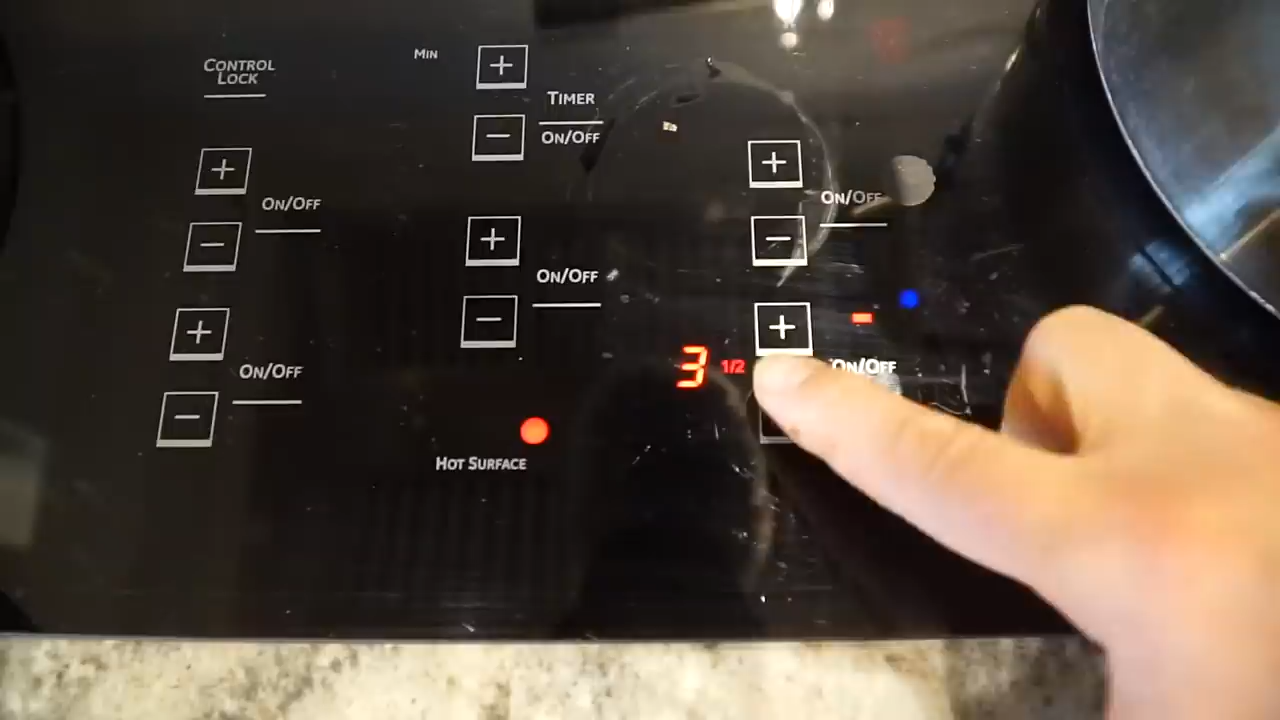 CONTROL
LOCK
MIN
+
TIMER
ON/OFF
−
+
ON/OFF
−
+
ON/OFF
−
+
ON/OFF
−
+
ON/OFF
−
3 1/2
+
ON/OFF
HOT SURFACE